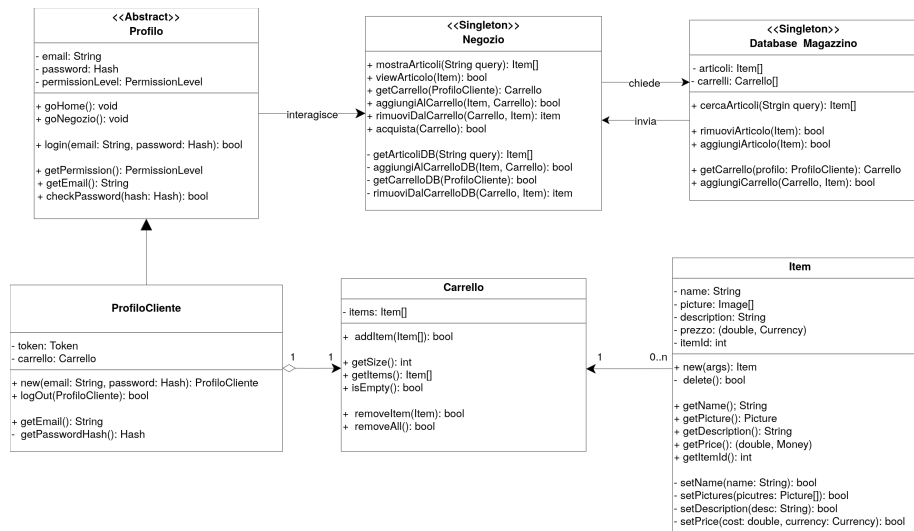 <<Abstract>>
Profilo
- email: String
- password: Hash
- permissionLevel: PermissionLevel
+ goHome(): void
+ goNegozio(): void
+ login(email: String, password: Hash): bool
+ getPermission(): PermissionLevel
+ getEmail(): String
+ checkPassword(hash: Hash): bool
interagisce
<<Singleton>>
Negozio
+ mostraArticoli(String query): Item[]
+ viewArticolo(Item): bool
+ getCarrello(ProfiloCliente): Carrello
+ aggiungiAlCarrello(Item, Carrello): bool
+ rimuoviDalCarrello(Carrello, Item): item
+ acquista(Carrello): bool
- getArticoliDB(String query): Item[]
- aggiungiAlCarrelloDB(Item, Carrello): bool
- getCarrelloDB(ProfiloCliente): bool
- rimuoviDalCarrelloDB(Carrello, Item): item
chiede
invia
<<Singleton>>
Database Magazzino
- articoli: Item[]
- carrelli: Carrello[]
+ cercaArticoli(Strgin query): Item[]
+ rimuoviArticolo(Item): bool
+ aggiungiArticolo(Item): bool
+ getCarrello(profilo: ProfiloCliente): Carrello
+ aggiungiCarrello(Carrello, Item): bool
ProfiloCliente
- token: Token
- carrello: Carrello
+ new(email: String, password: Hash): ProfiloCliente
+ logOut(ProfiloCliente): bool
+ getEmail(): String
- getPasswordHash(): Hash
1
1
Carrello
- items: Item[]
+ addItem(Item[]): bool
+ getSize(): int
+ getItems(): Item[]
+ isEmpty(): bool
+ removeItem(Item): bool
+ removeAll(): bool
1
0..n
Item
- name: String
- picture: Image[]
- description: String
- prezzo: (double, Currency)
- itemId: int
+ new(args): Item
- delete(): bool
+ getName(); String
+ getPicture(): Picture
+ getDescription(): String
+ getPrice(): (double, Money)
+ getItemId(): int
- setName(name: String): bool
- setPictures(picutres: Picture[]): bool
- setDescription(desc: String): bool
- setPrice(cost: double, currency: Currency): bool